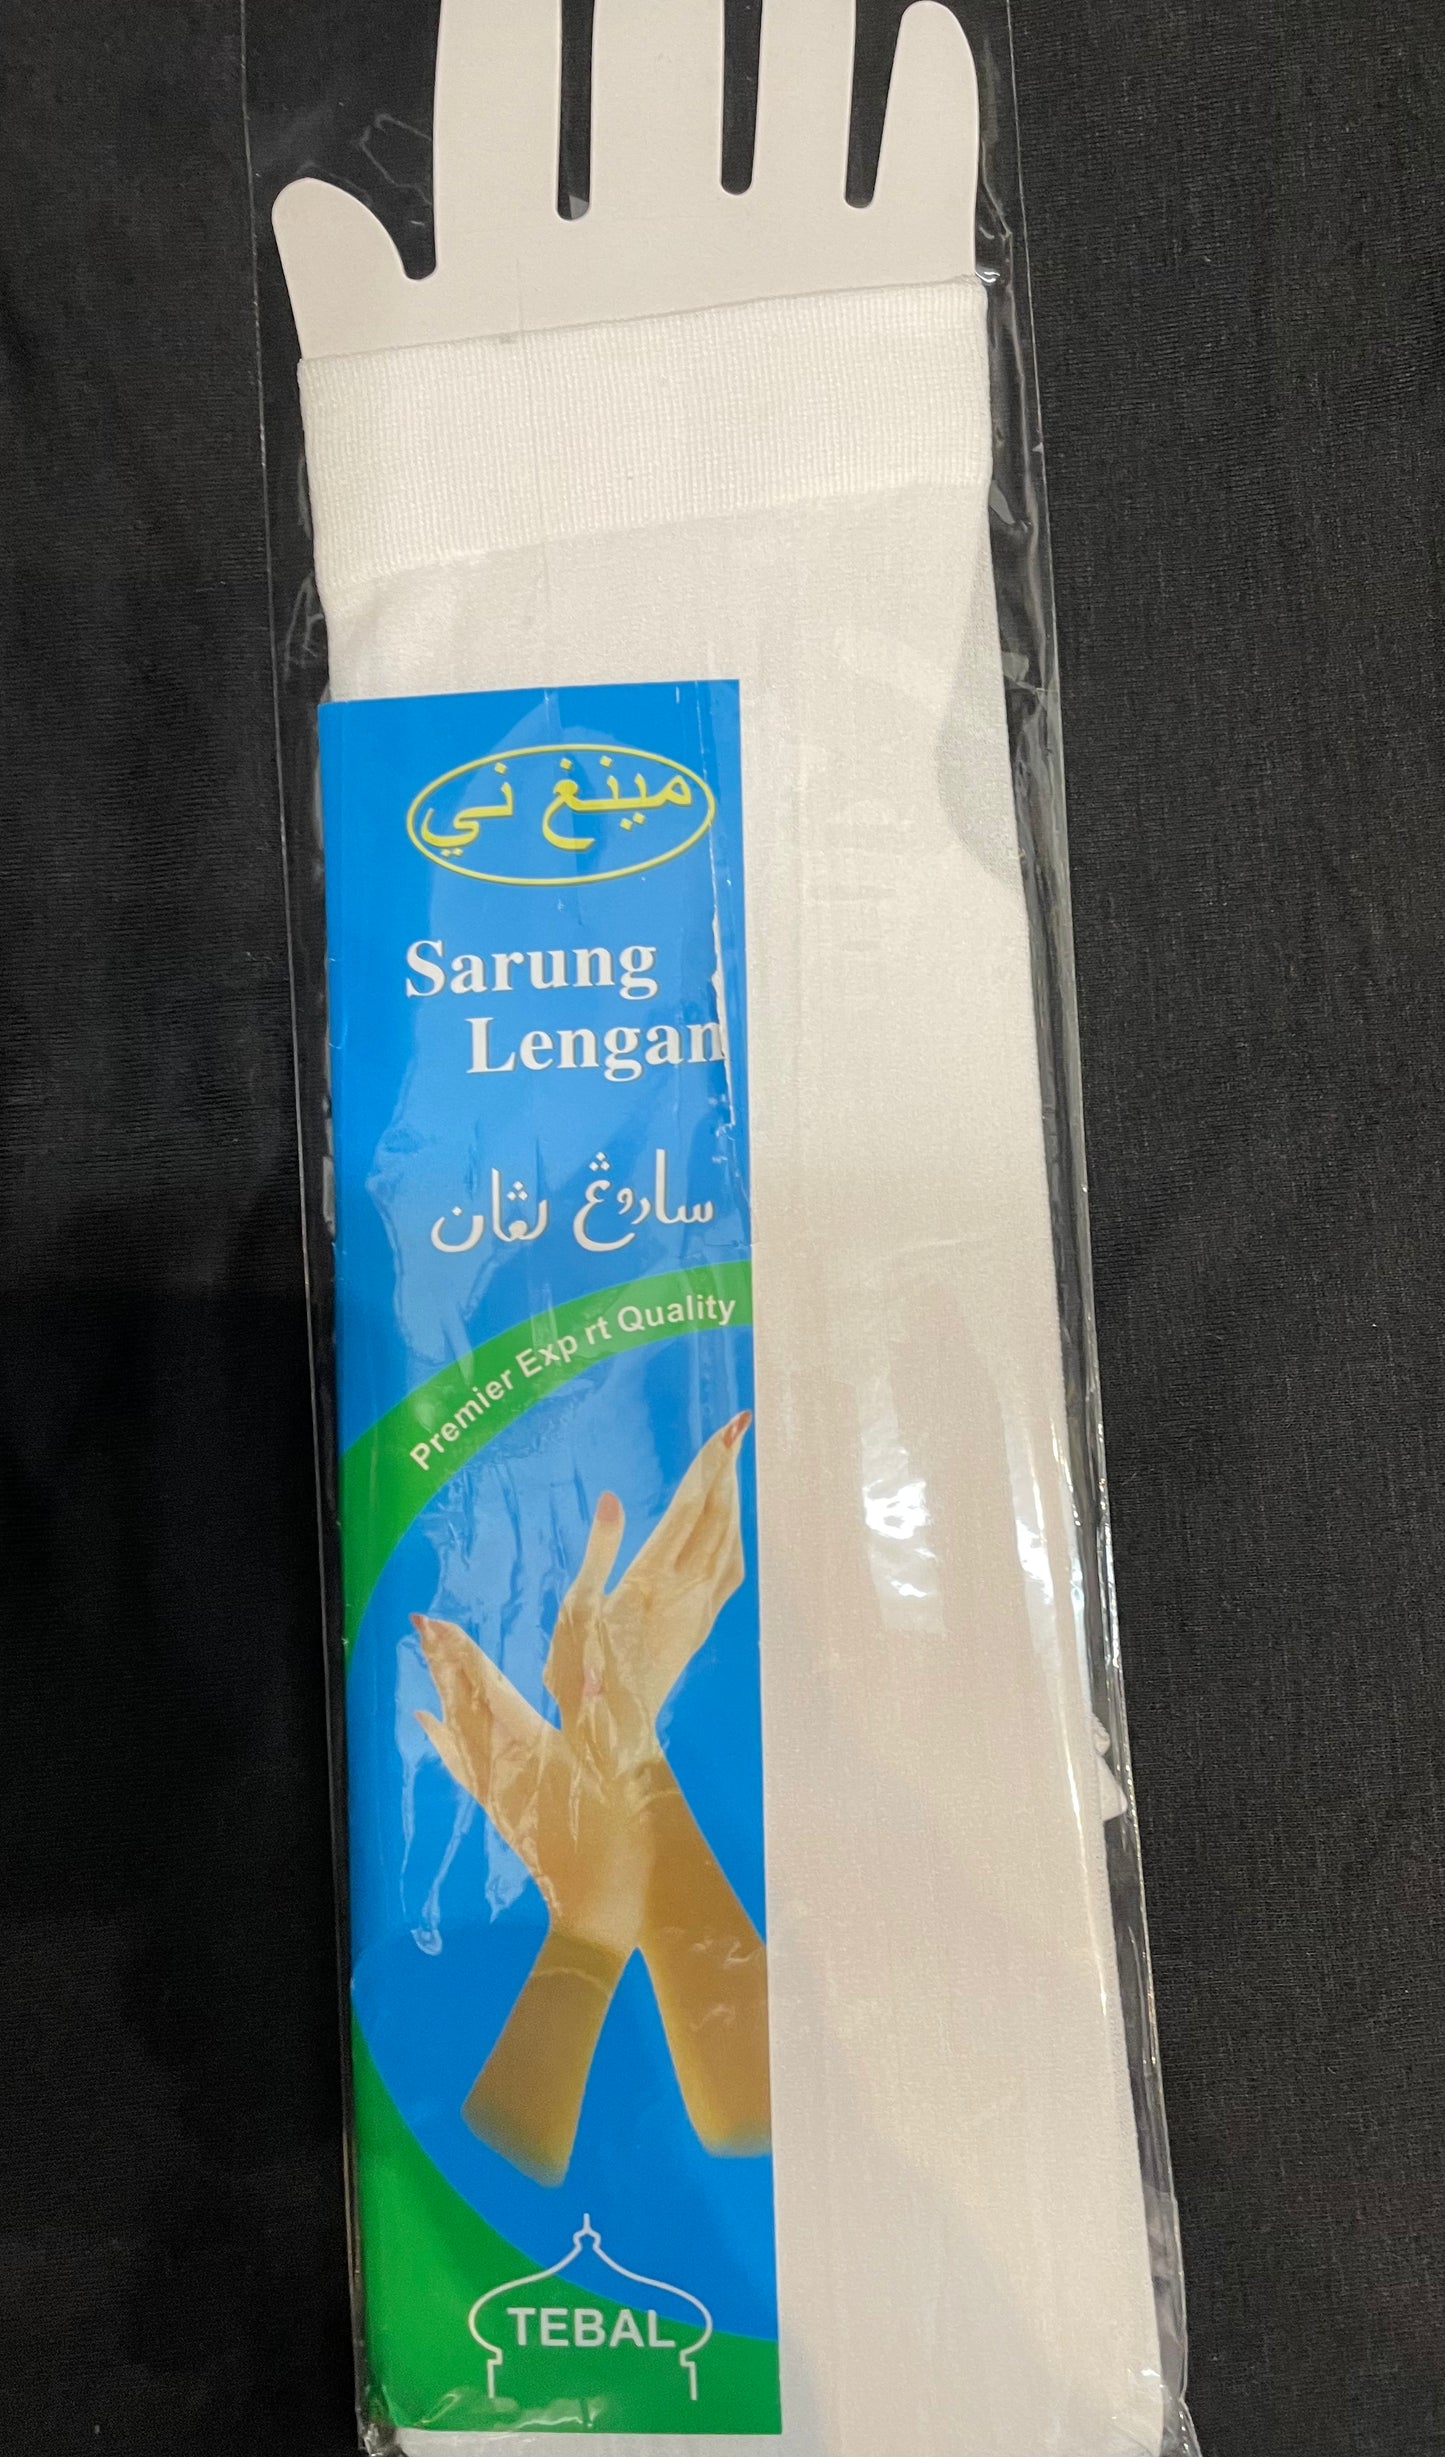 مينغ ني
Sarung
Lengan
ساروڠ لڠان
Premier Exp rt Quality
TEBAL